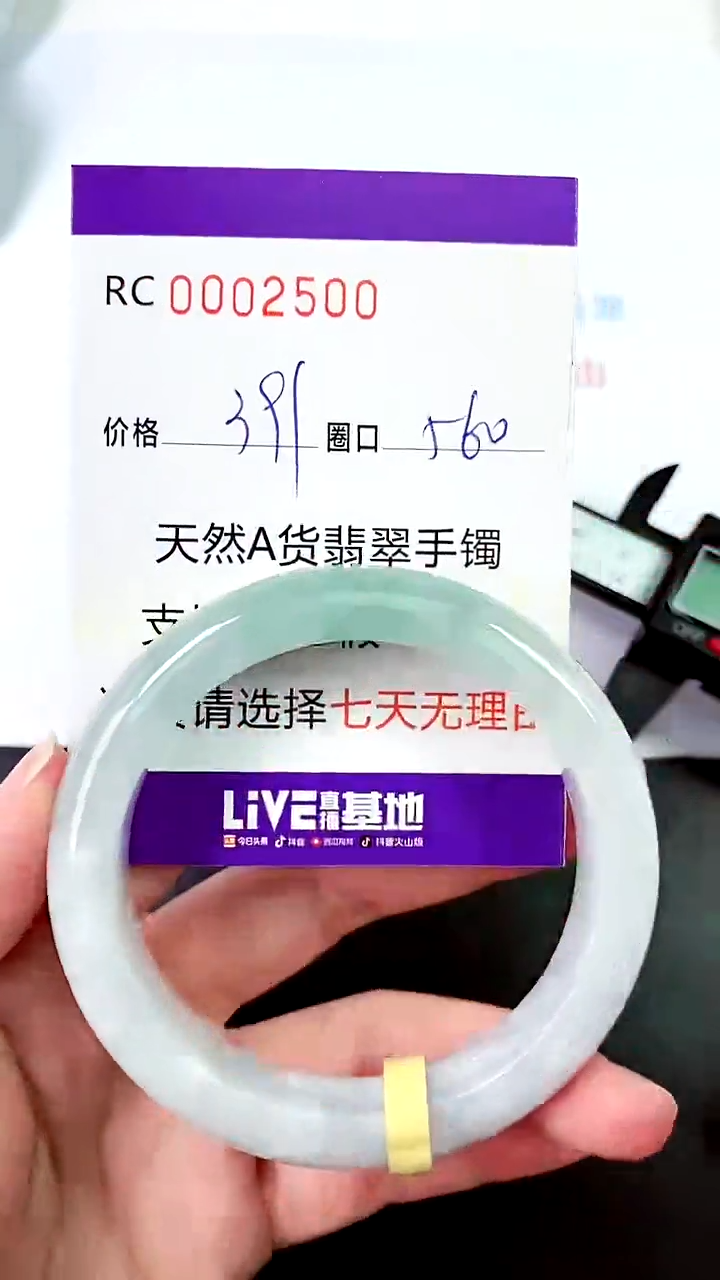 RC 0002500
价格 391 圈口 560
天然A货翡翠手镯
支
请选择七天无理由
LiVE直播基地
今日头条 抖音 西瓜视频 抖音火山版